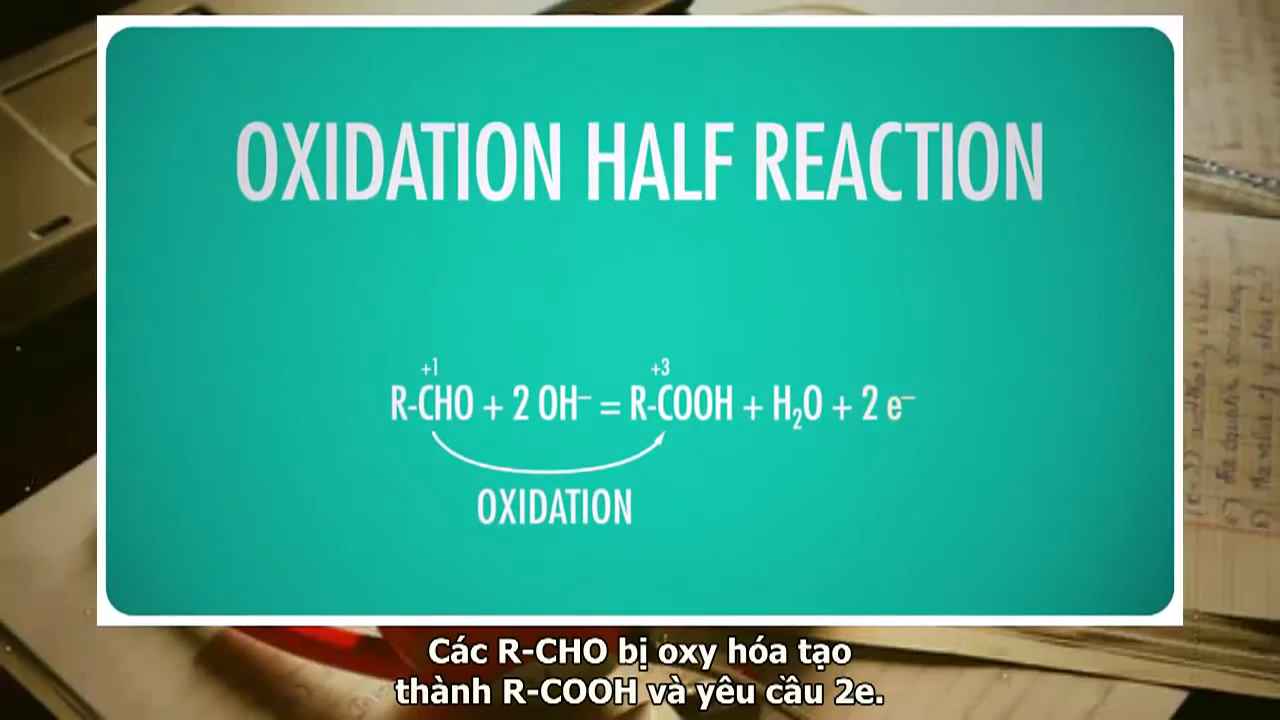 OXIDATION HALF REACTION
+1 +3
R-CHO + 2 OH⁻ = R-COOH + H₂O + 2 e⁻
OXIDATION
Các R-CHO bị oxy hóa tạo
thành R-COOH và yêu cầu 2e.